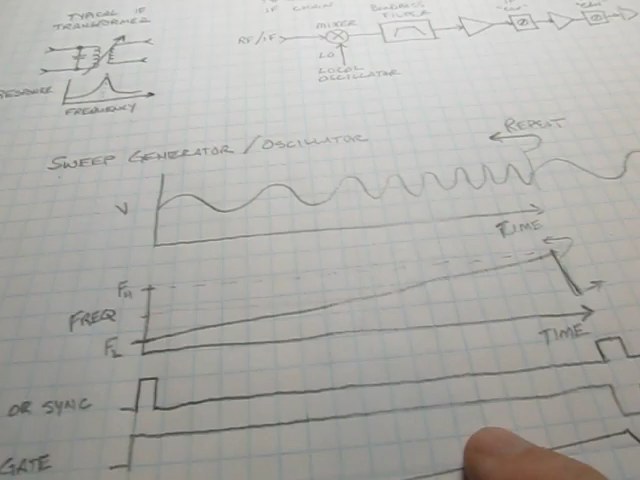 TYPICAL IF
TRANSFORMER
RESPONSE
FREQUENCY
IF CHAIN
MIXER
BANDPASS
FILTER
RF/IF
LO
LOCAL
OSCILLATOR
SWEEP GENERATOR/OSCILLATOR
REPEAT
V
TIME
FH
FREQ
FL
TIME
OR SYNC
GATE